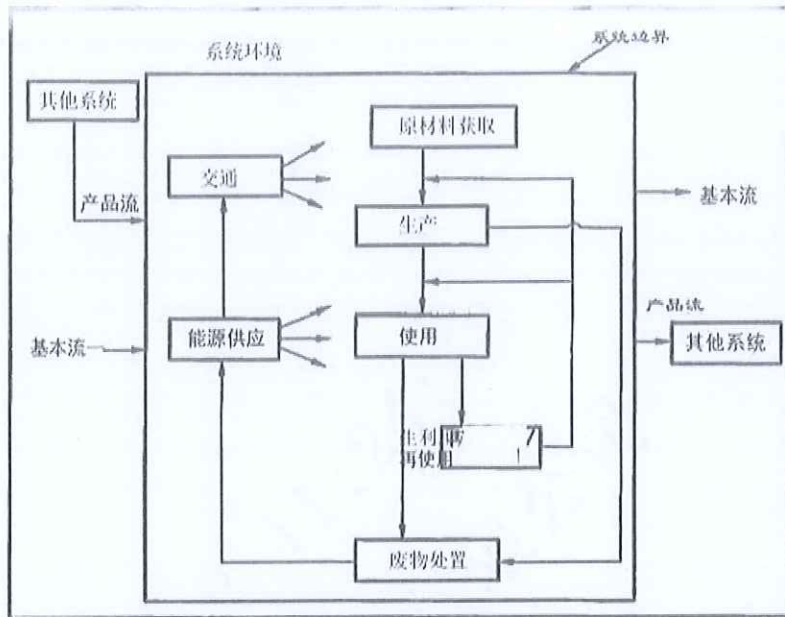 系统环境
系统边界
其他系统
原材料获取
交通
产品流
基本流
生产
产品流
能源供应
使用
其他系统
基本流
再使用
废物处置